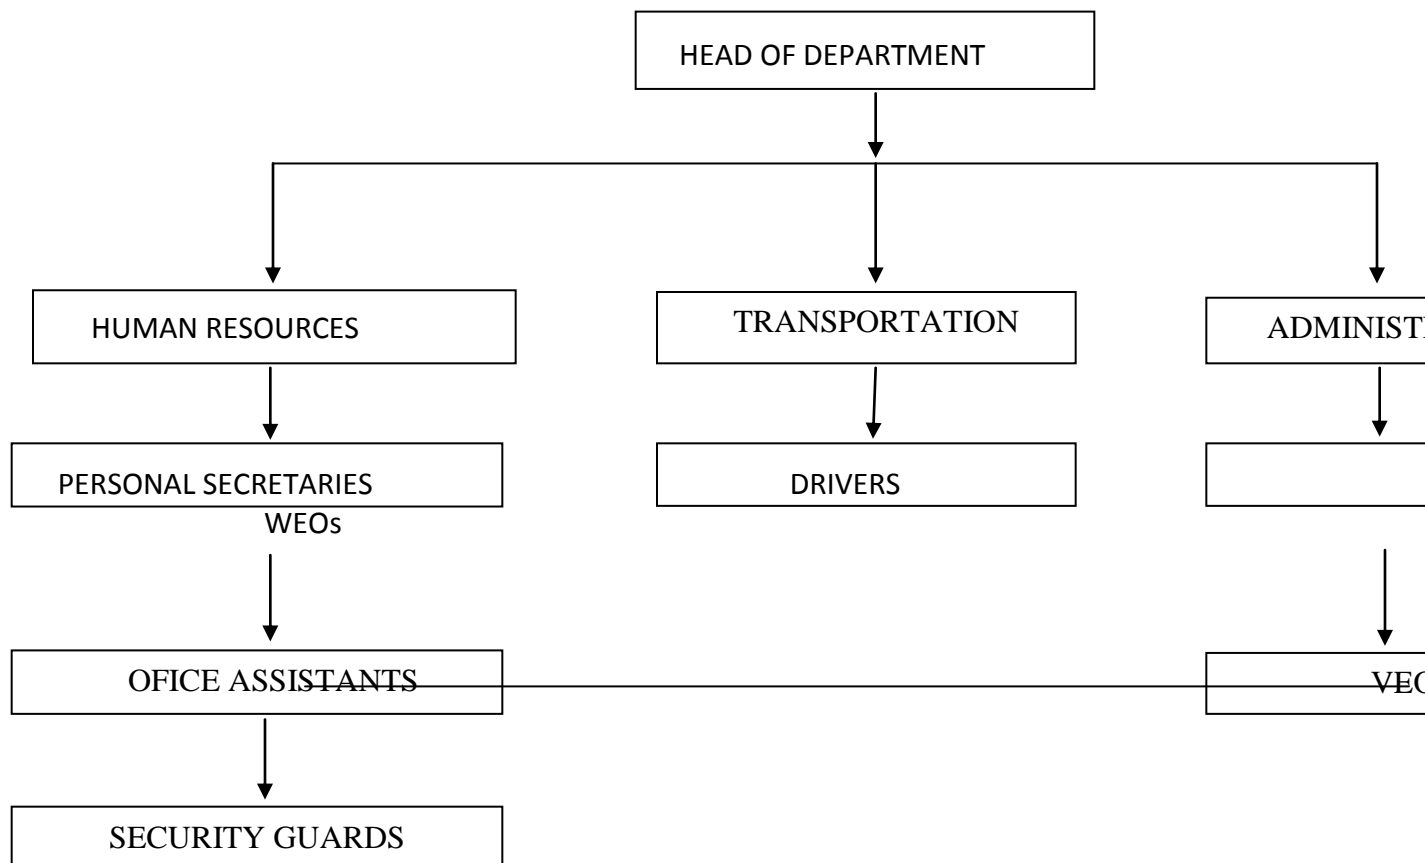 HEAD OF DEPARTMENT
HUMAN RESOURCES
TRANSPORTATION
PERSONAL SECRETARIES
DRIVERS
WEOs
OFICE ASSISTANTS
SECURITY GUARDS